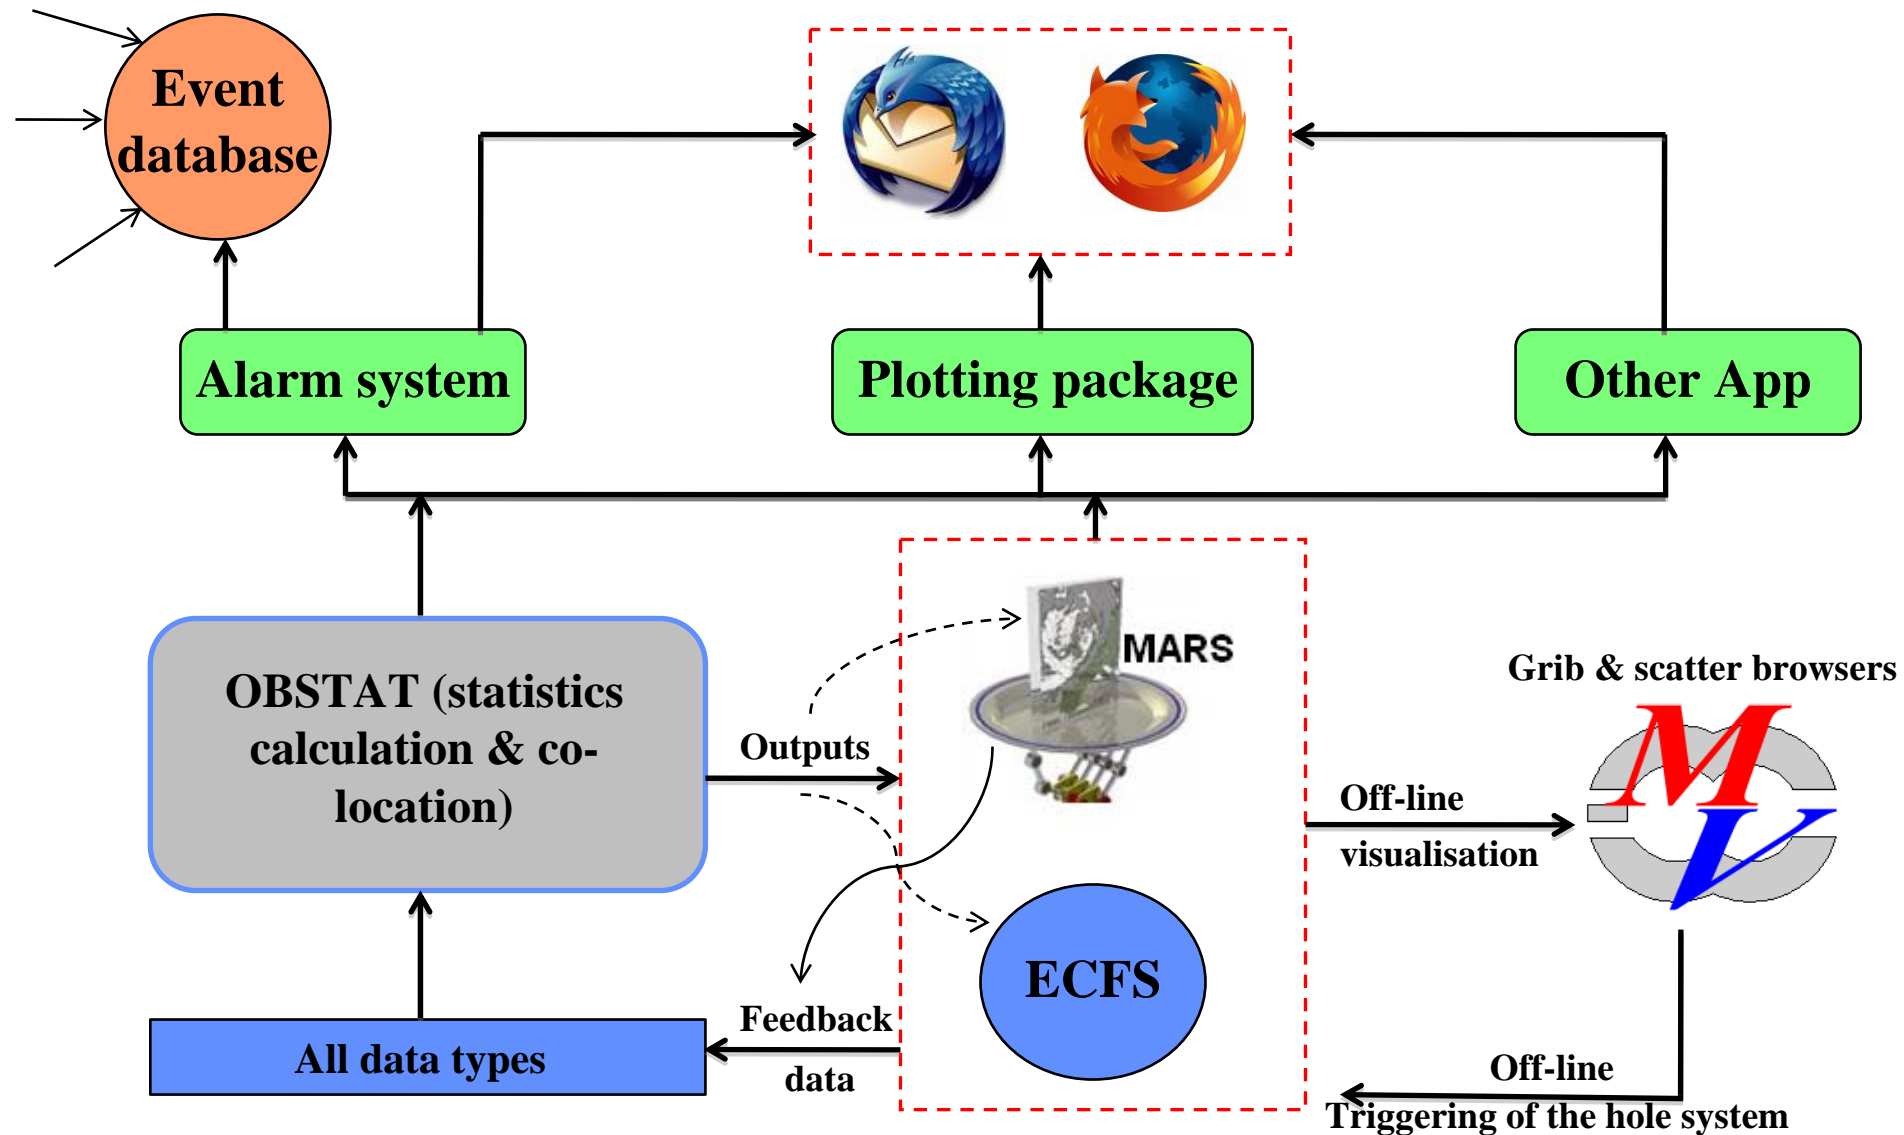 Event
database
Alarm system
Plotting package
Other App
OBSTAT (statistics
calculation & co-
location)
Outputs
MARS
Grib & scatter browsers
MV
Off-line
visualisation
ECFS
Feedback
data
All data types
Off-line
Triggering of the hole system